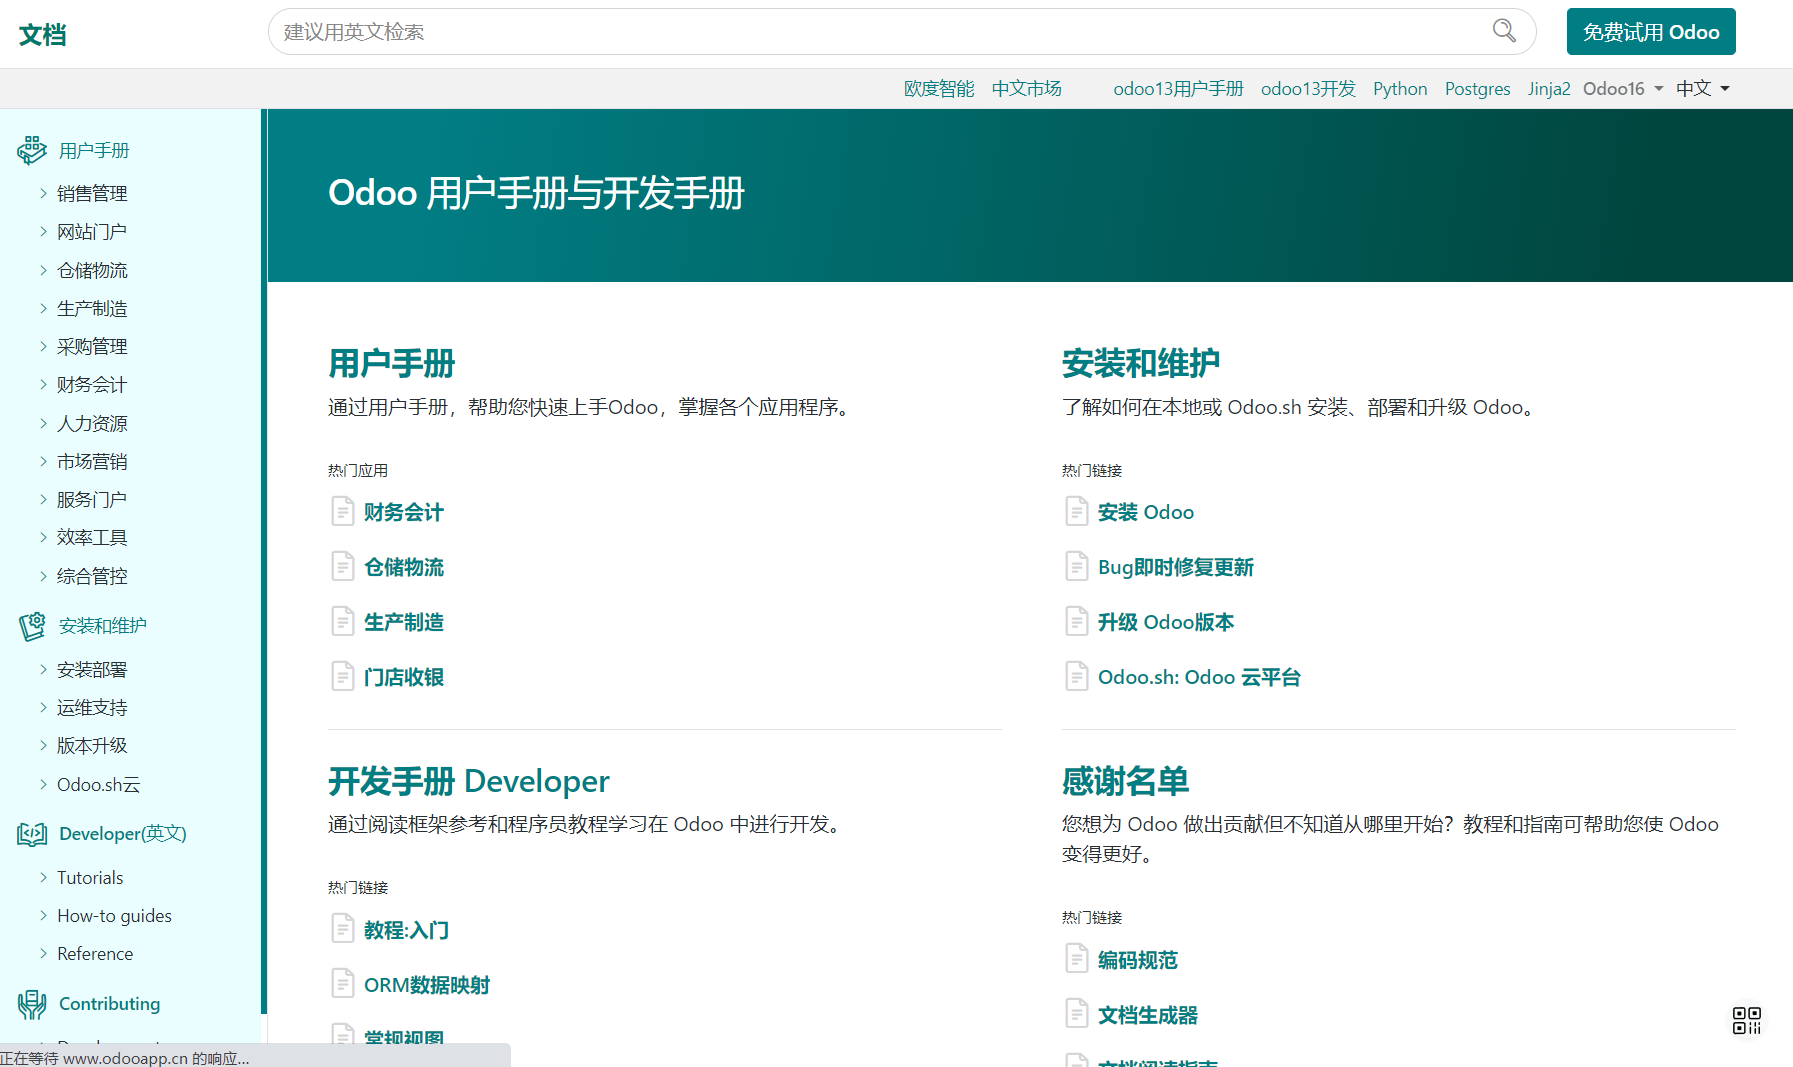 文档
建议用英文检索
免费试用 Odoo
欧度智能 中文市场 odoo13用户手册 odoo13开发 Python Postgres Jinja2 Odoo16 中文
用户手册
销售管理
网站门户
仓储物流
生产制造
采购管理
财务会计
人力资源
市场营销
服务门户
效率工具
综合管控
安装和维护
安装部署
运维支持
版本升级
Odoo.sh云
Developer(英文)
Tutorials
How-to guides
Reference
Contributing
正在等待 www.odooapp.cn 的响应...
Odoo 用户手册与开发手册
用户手册
通过用户手册，帮助您快速上手Odoo，掌握各个应用程序。
热门应用
财务会计
仓储物流
生产制造
门店收银
安装和维护
了解如何在本地或 Odoo.sh 安装、部署和升级 Odoo。
热门链接
安装 Odoo
Bug即时修复更新
升级 Odoo版本
Odoo.sh: Odoo 云平台
开发手册 Developer
通过阅读框架参考和程序员教程学习在 Odoo 中进行开发。
热门链接
教程:入门
ORM数据映射
常规视图
感谢名单
您想为 Odoo 做出贡献但不知道从哪里开始？教程和指南可帮助您使 Odoo
变得更好。
热门链接
编码规范
文档生成器
文档阅读指南